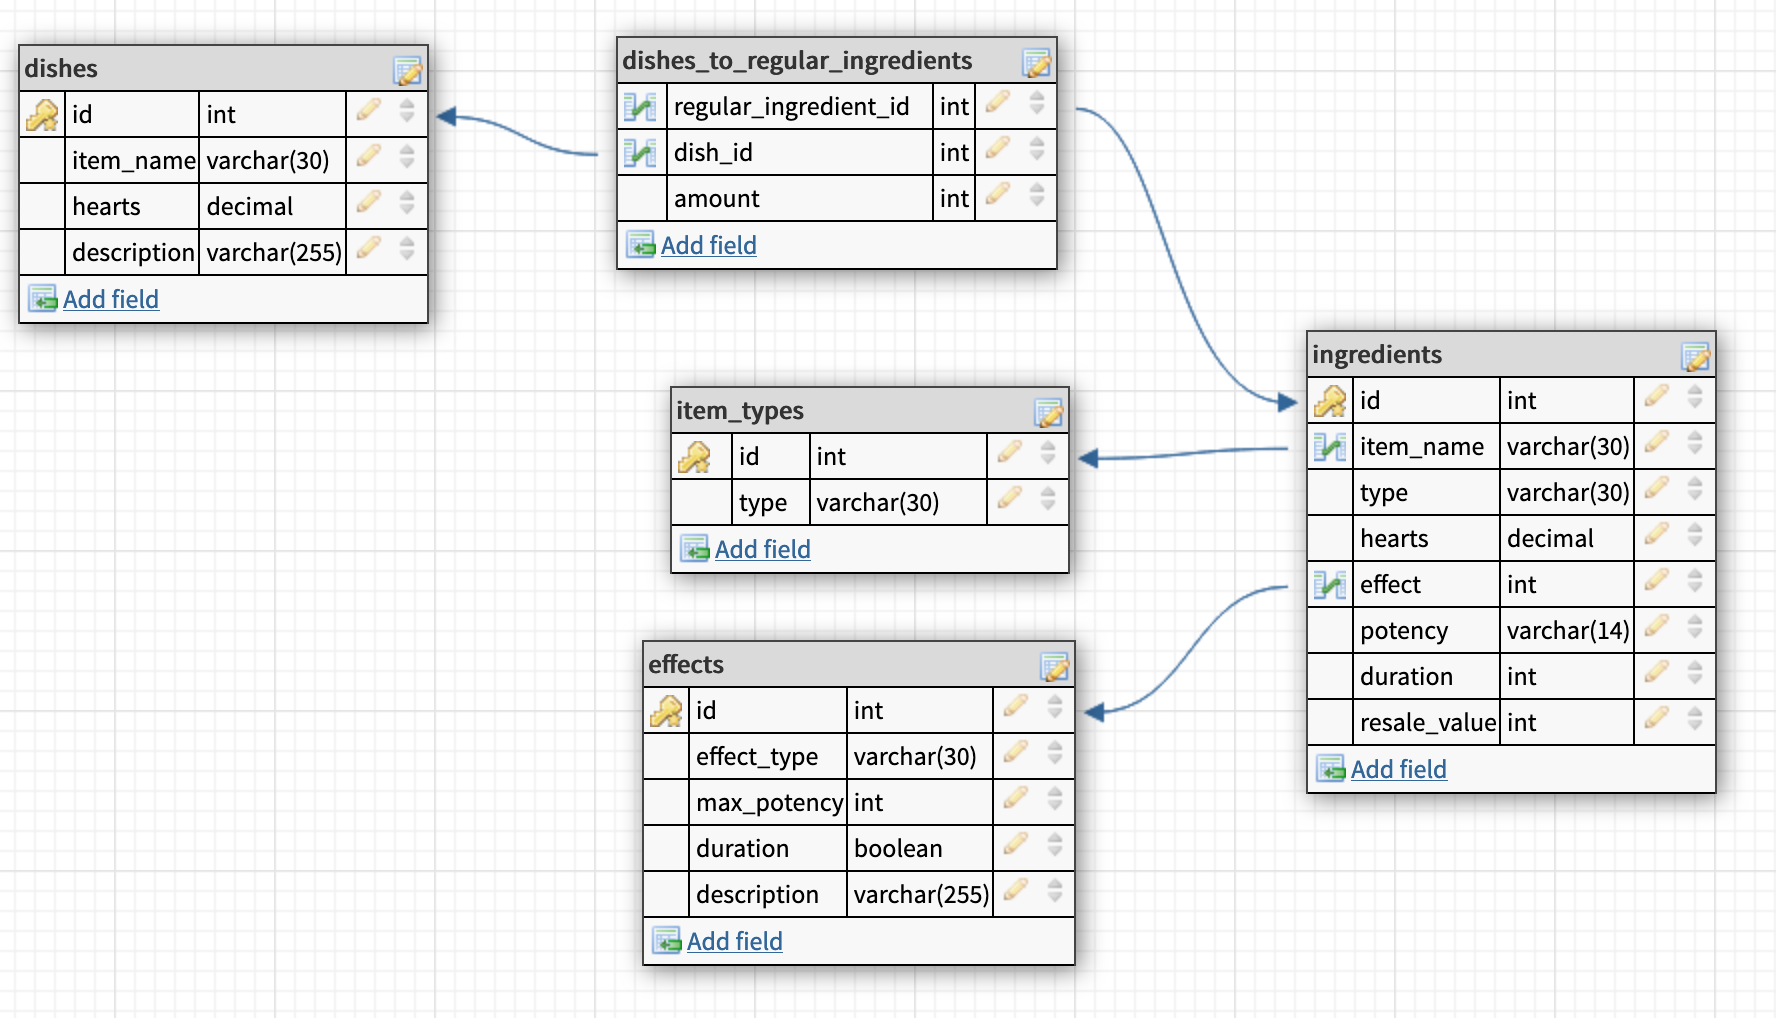 dishes
id int
item_name varchar(30)
hearts decimal
description varchar(255)
Add field
dishes_to_regular_ingredients
regular_ingredient_id int
dish_id int
amount int
Add field
item_types
id int
type varchar(30)
Add field
effects
id int
effect_type varchar(30)
max_potency int
duration boolean
description varchar(255)
Add field
ingredients
id int
item_name varchar(30)
type varchar(30)
hearts decimal
effect int
potency varchar(14)
duration int
resale_value int
Add field